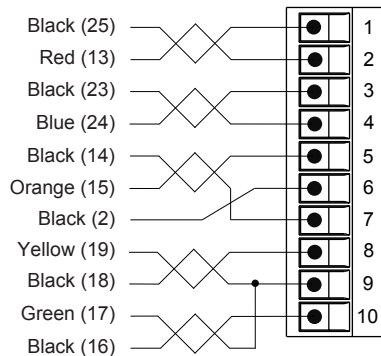 Black (25) 1
Red (13) 2
Black (23) 3
Blue (24) 4
Black (14) 5
Orange (15) 6
Black (2) 7
Yellow (19) 8
Black (18) 9
Green (17) 10
Black (16)